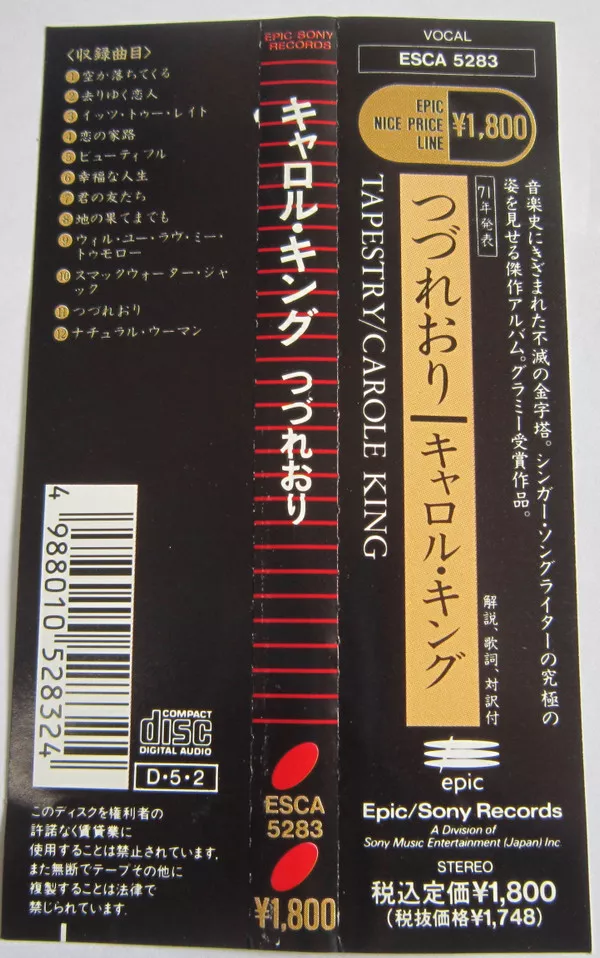 〈収録曲目〉
①空が落ちてくる
②去りゆく恋人
③イッツ・トゥー・レイト
④恋の家路
⑤ビューティフル
⑥幸福な人生
⑦君の友だち
⑧地の果てまでも
⑨ウィル・ユー・ラヴ・ミー・
トゥモロー
⑩スマックウォーター・ジャ
ック
⑪つづれおり
⑫ナチュラル・ウーマン
4 988010 528324
COMPACT
disc
DIGITAL AUDIO
D・5・2
このディスクを権利者の
許諾なく賃貸業に
使用することは禁止されています。
また無断でテープその他に
複製することは法律で
禁じられています。
EPIC SONY
RECORDS
キャロル・キング つづれおり
ESCA
5283
¥1,800
VOCAL
ESCA 5283
EPIC
NICE PRICE
LINE
¥1,800
音楽史にきざまれた不滅の金字塔。シンガー・ソングライターの究極の
姿を見せる傑作アルバム。グラミー受賞作品。
71年発表
解説、歌詞、対訳付
つづれおり|キャロル・キング
TAPESTRY/CAROLE KING
epic
Epic/Sony Records
A Division of
Sony Music Entertainment (Japan) Inc.
STEREO
税込定価¥1,800
(税抜価格¥1,748)